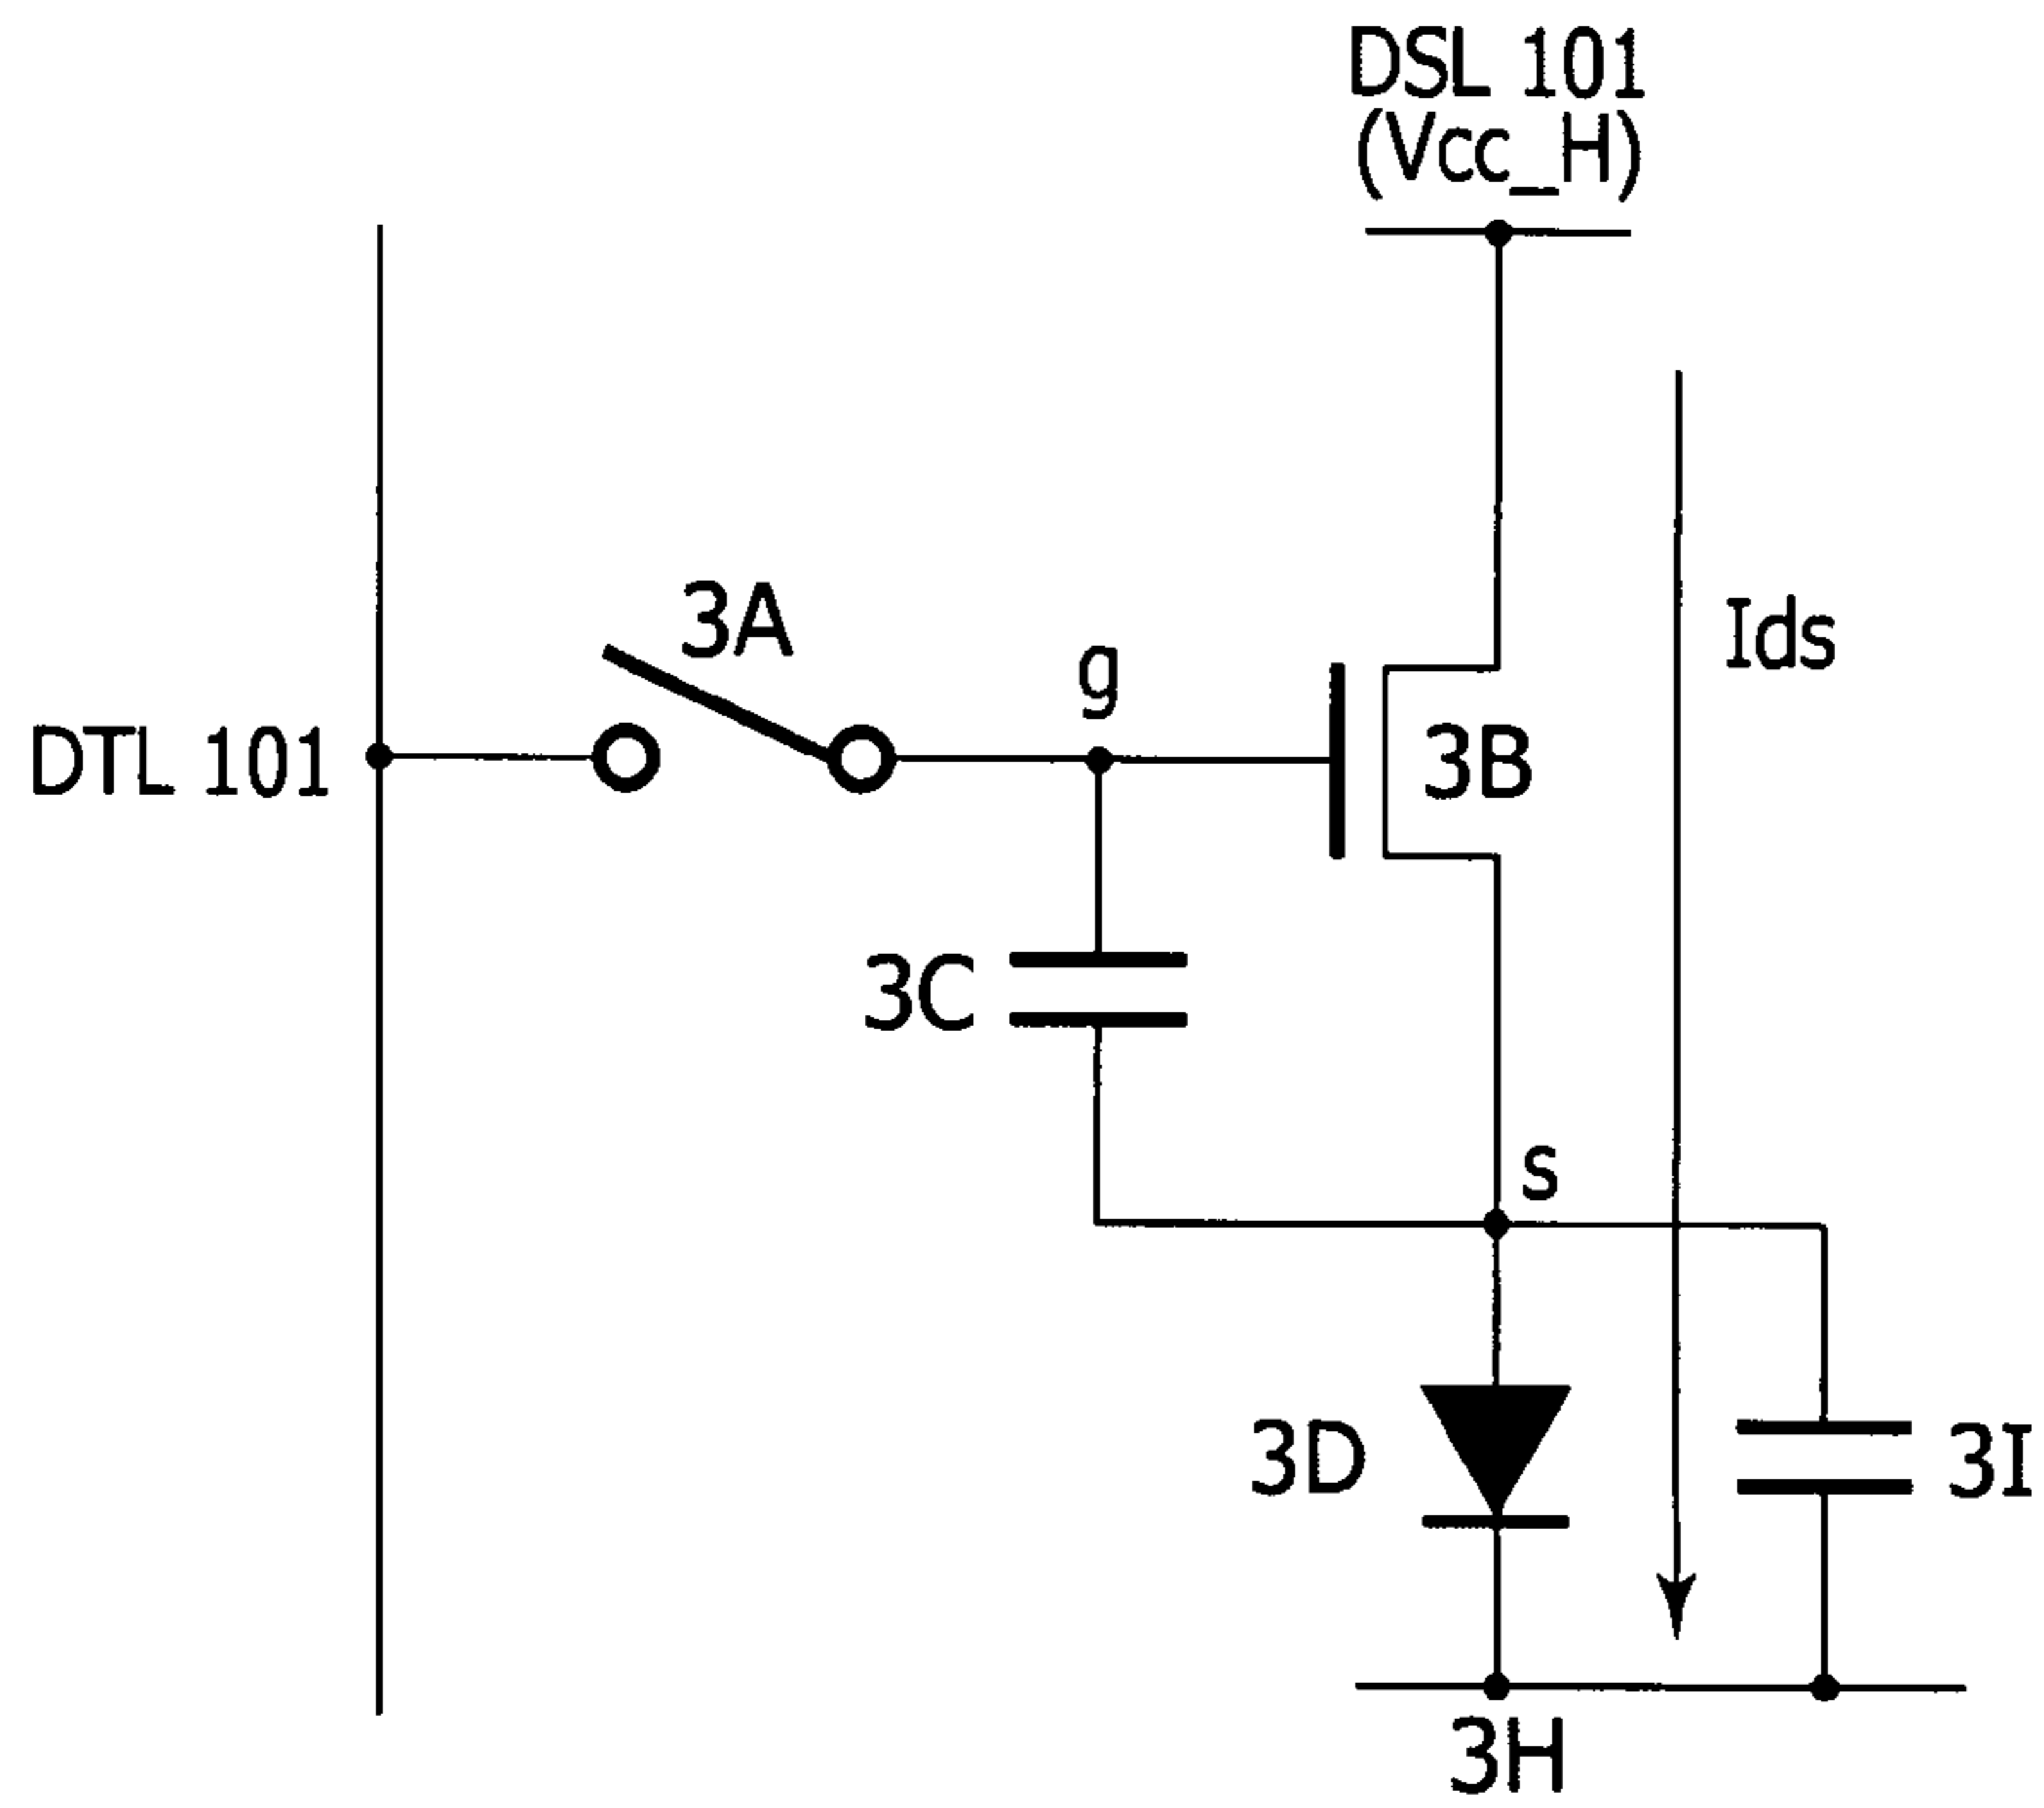 DSL 101
(Vcc_H)
3A
g
Ids
DTL 101
3B
3C
s
3D
3I
3H